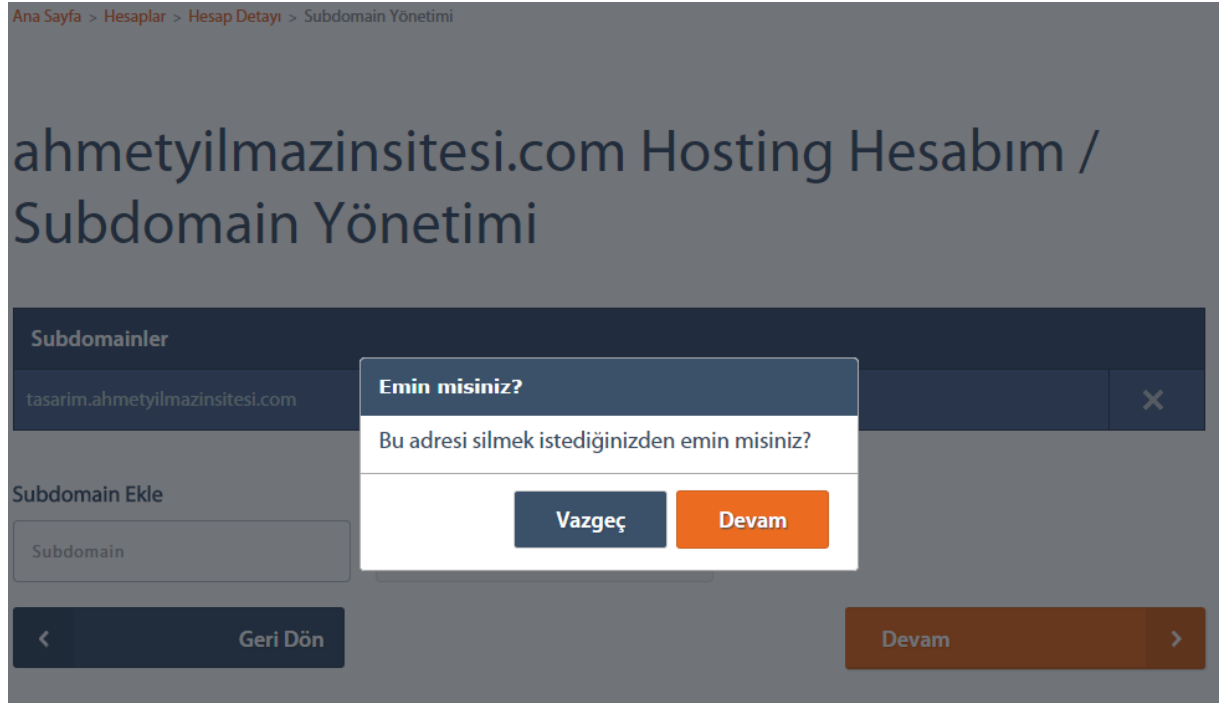 Ana Sayfa > Hesaplar > Hesap Detayı > Subdomain Yönetimi
ahmetyilmazinsitesi.com Hosting Hesabım /
Subdomain Yönetimi
Subdomainler
tasarim.ahmetyilmazinsitesi.com
Emin misiniz?
Bu adresi silmek istediğinizden emin misiniz?
Vazgeç Devam
Subdomain Ekle
Subdomain
Geri Dön
Devam